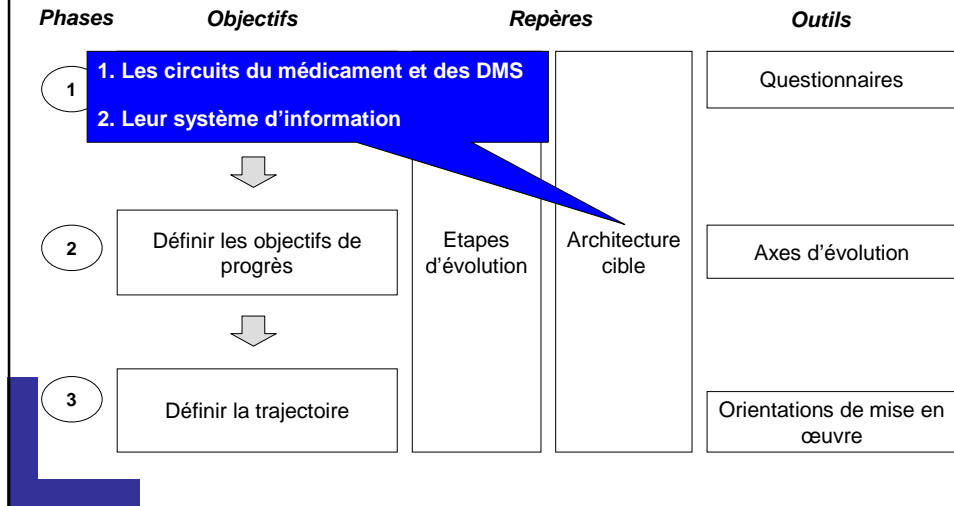 Phases Objectifs Repères Outils
1
1. Les circuits du médicament et des DMS
2. Leur système d'information
Questionnaires
2
Définir les objectifs de
progrès
Etapes
d'évolution
Architecture
cible
Axes d'évolution
3
Définir la trajectoire
Orientations de mise en
œuvre